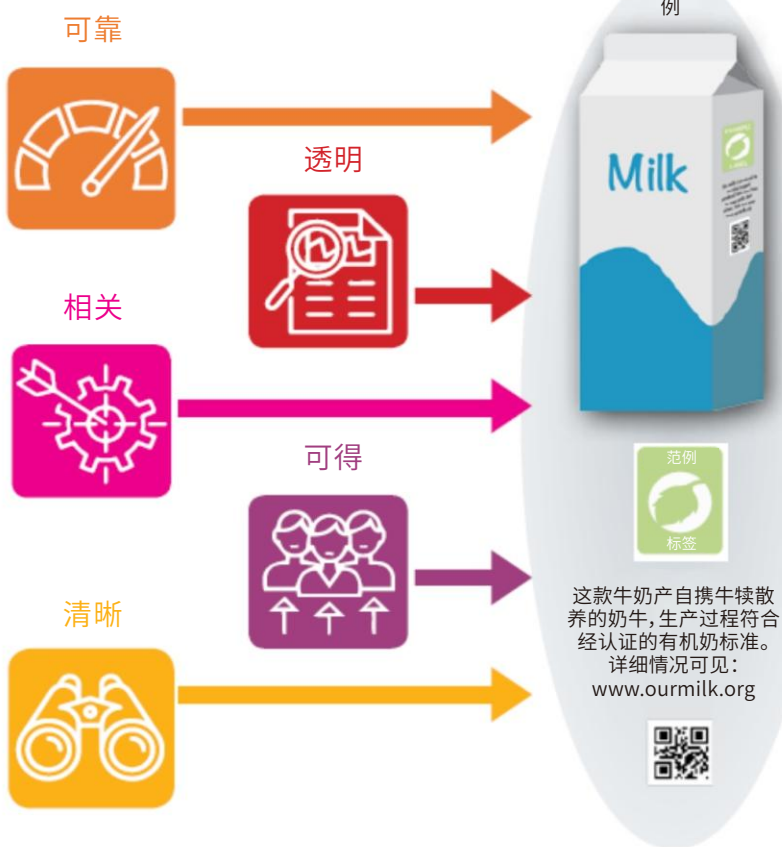 例
可靠
透明
相关
可得
清晰
Milk
范例
标签
这款牛奶产自携牛犊散
养的奶牛,生产过程符合
经认证的有机奶标准。
详细情况可见:
www.ourmilk.org